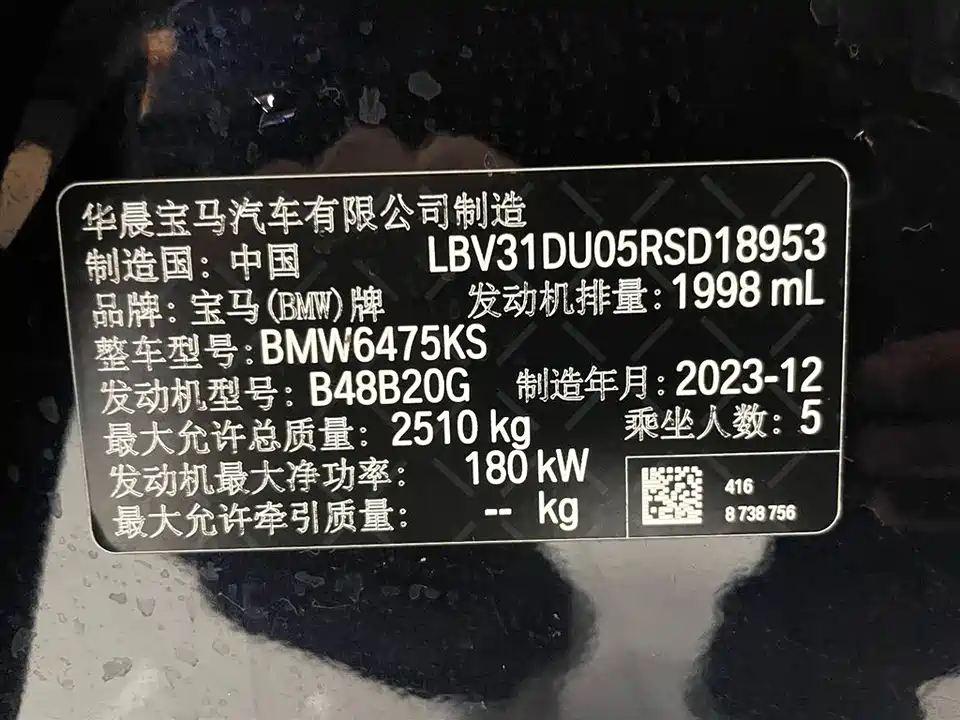 华晨宝马汽车有限公司制造
制造国：中国 LBV31DU05RSD18953
品牌：宝马(BMW)牌 发动机排量：1998 mL
整车型号：BMW6475KS
发动机型号：B48B20G 制造年月：2023-12
最大允许总质量：2510 kg 乘坐人数：5
发动机最大净功率：180 kW
最大允许牵引质量：-- kg
416
8 738 756